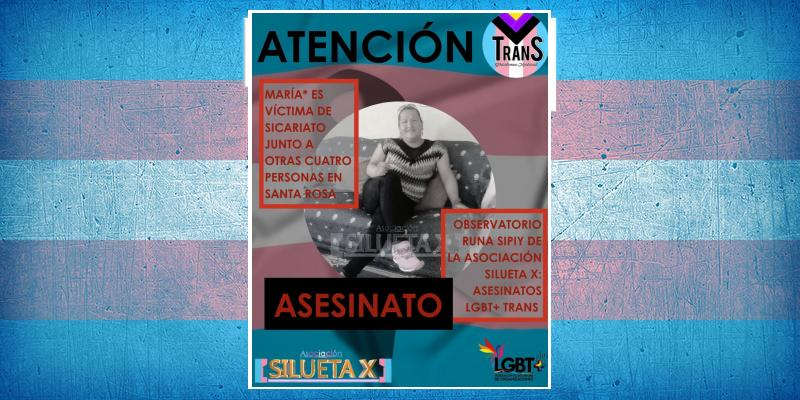 ATENCIÓN
TRANS
MARÍA* ES
VÍCTIMA DE
SICARIATO
JUNTO A
OTRAS CUATRO
PERSONAS EN
SANTA ROSA
Asociación
[SILUETA X]
OBSERVATORIO
RUNA SIPIY DE
LA ASOCIACIÓN
SILUETA X:
ASESINATOS
LGBT+ TRANS
ASESINATO
Asociación
[SILUETA X]
LGBT+